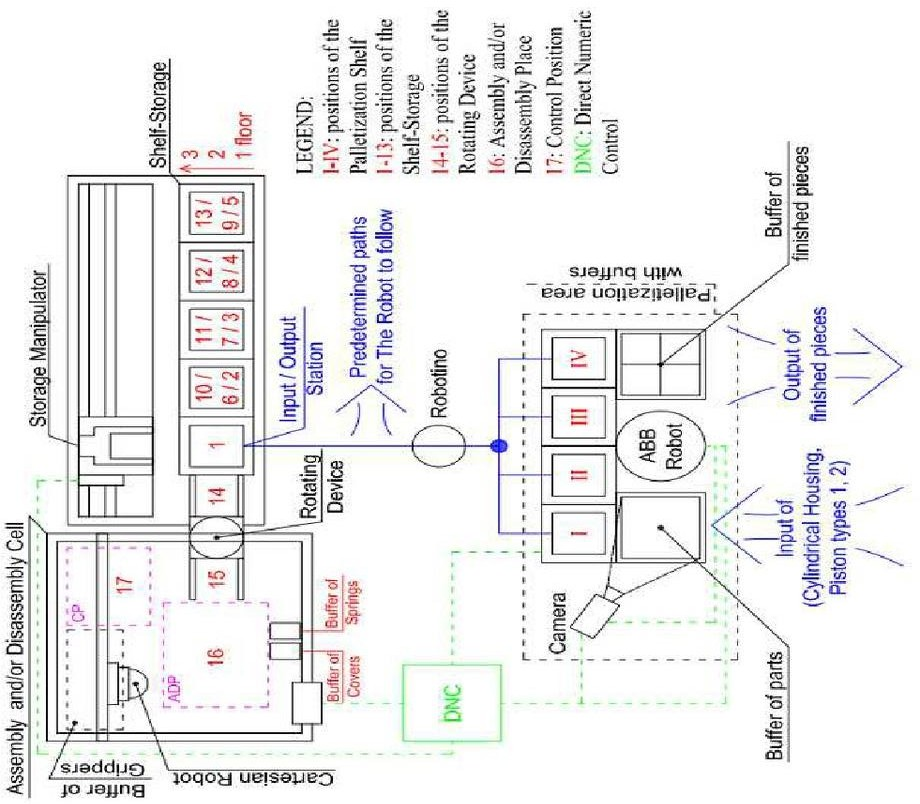 Assembly and/or Disassembly Cell
Storage Manipulator
Shelf-Storage
3
2
1 floor
13 /
9 / 5
12 /
8 / 4
11 /
7 / 3
10 /
6 / 2
1
14
15
Input / Output
Station
Rotating
Device
CP
17
ADP
16
Buffer of
Springs
Buffer of
Covers
Buffer of
Grippers
Cartesian Robot
Predetermined paths
for The Robot to follow
Robotino
LEGEND:
I-IV: positions of the
Palletization Shelf
1-13: positions of the
Shelf-Storage
14-15: positions of the
Rotating Device
16: Assembly and/or
Disassembly Place
17: Control Position
DNC: Direct Numeric
Control
DNC
Camera
I
II
III
IV
ABB
Robot
Palletization area
with buffers
Buffer of
finished pieces
Output of
finished pieces
Input of
(Cylindrical Housing,
Piston types 1, 2)
Buffer of parts